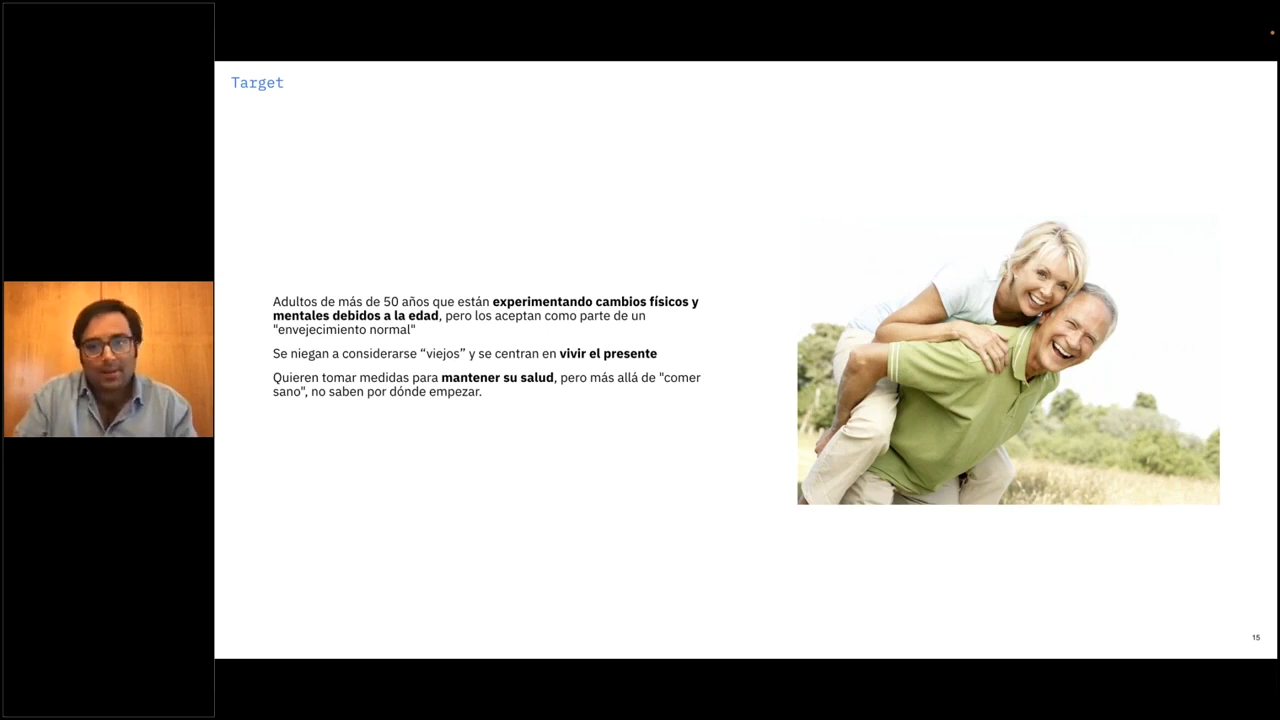 Target
Adultos de más de 50 años que están experimentando cambios físicos y
mentales debidos a la edad, pero los aceptan como parte de un
"envejecimiento normal"
Se niegan a considerarse “viejos” y se centran en vivir el presente
Quieren tomar medidas para mantener su salud, pero más allá de "comer
sano", no saben por dónde empezar.
15